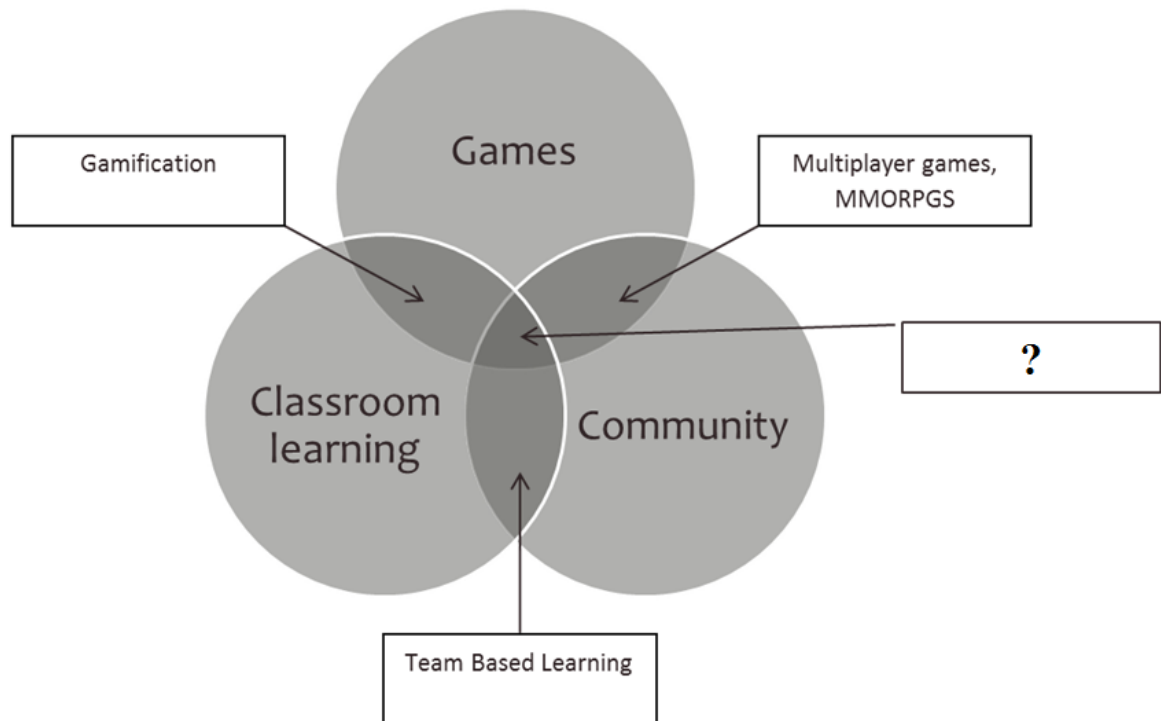 Games
Gamification
Multiplayer games,
MMORPGS
?
Classroom
learning
Community
Team Based Learning